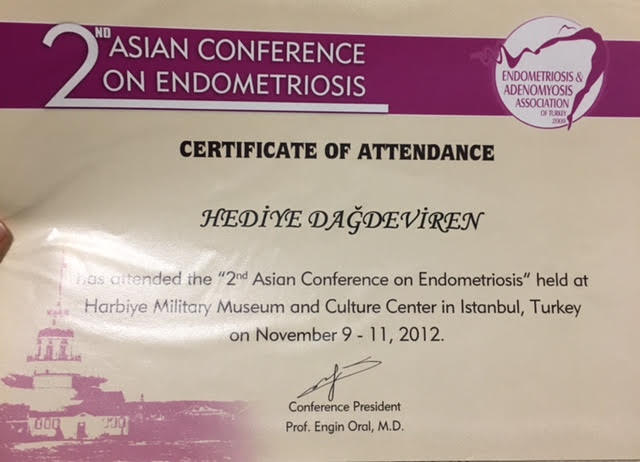 2ND ASIAN CONFERENCE
ON ENDOMETRIOSIS
ENDOMETRIOSIS &
ADENOMYOSIS
ASSOCIATION
OF TURKEY
2009
CERTIFICATE OF ATTENDANCE
HEDİYE DAĞDEVİREN
has attended the "2nd Asian Conference on Endometriosis" held at
Harbiye Military Museum and Culture Center in Istanbul, Turkey
on November 9 - 11, 2012.
Conference President
Prof. Engin Oral, M.D.